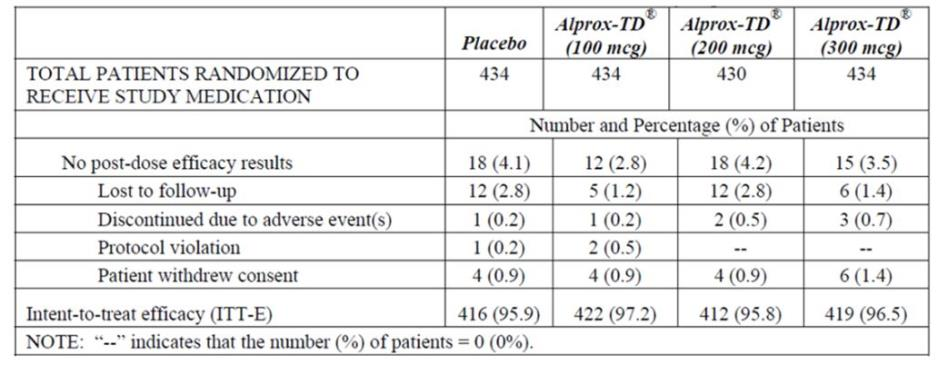 Placebo Alprox-TD® (100 mcg) Alprox-TD® (200 mcg) Alprox-TD® (300 mcg)
TOTAL PATIENTS RANDOMIZED TO RECEIVE STUDY MEDICATION 434 434 430 434
Number and Percentage (%) of Patients
No post-dose efficacy results 18 (4.1) 12 (2.8) 18 (4.2) 15 (3.5)
Lost to follow-up 12 (2.8) 5 (1.2) 12 (2.8) 6 (1.4)
Discontinued due to adverse event(s) 1 (0.2) 1 (0.2) 2 (0.5) 3 (0.7)
Protocol violation 1 (0.2) 2 (0.5) -- --
Patient withdrew consent 4 (0.9) 4 (0.9) 4 (0.9) 6 (1.4)
Intent-to-treat efficacy (ITT-E) 416 (95.9) 422 (97.2) 412 (95.8) 419 (96.5)
NOTE: “--” indicates that the number (%) of patients = 0 (0%).